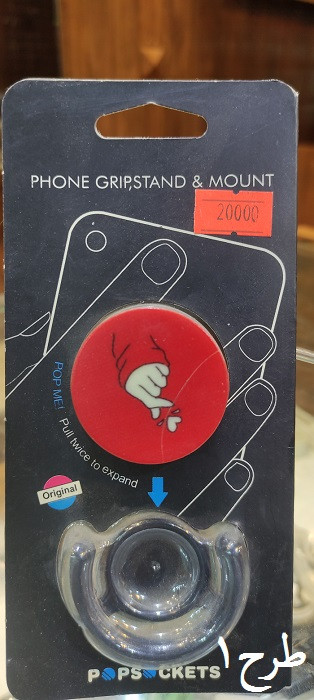 PHONE GRIP,STAND & MOUNT
20000
POP ME! Pull twice to expand
Original
POPSOCKETS
طرح ۱